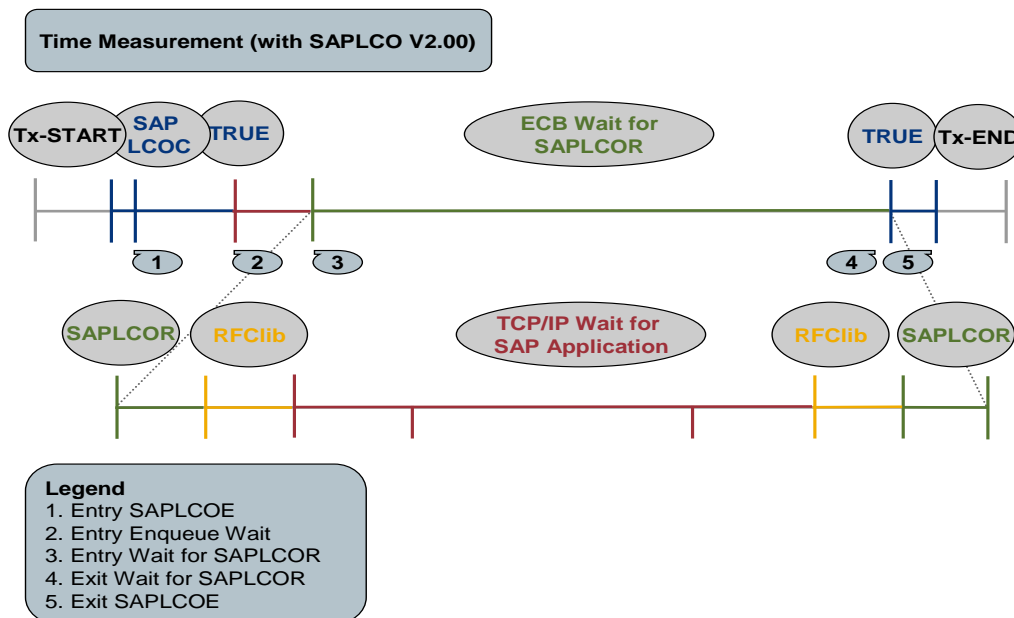 Time Measurement (with SAPLCO V2.00)
Tx-START
SAP
LCOC
TRUE
ECB Wait for
SAPLCOR
TRUE
Tx-END
1
2
3
4
5
SAPLCOR
RFClib
TCP/IP Wait for
SAP Application
RFClib
SAPLCOR
Legend
1. Entry SAPLCOE
2. Entry Enqueue Wait
3. Entry Wait for SAPLCOR
4. Exit Wait for SAPLCOR
5. Exit SAPLCOE